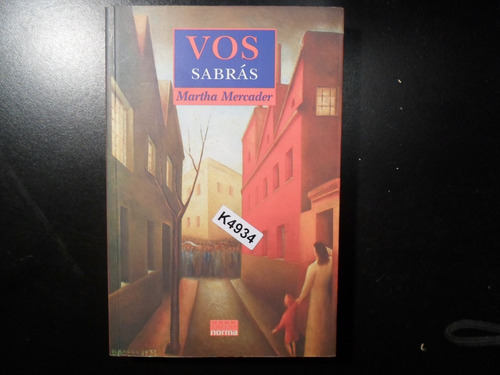 VOS
SABRÁS
Martha Mercader
K4934
norma